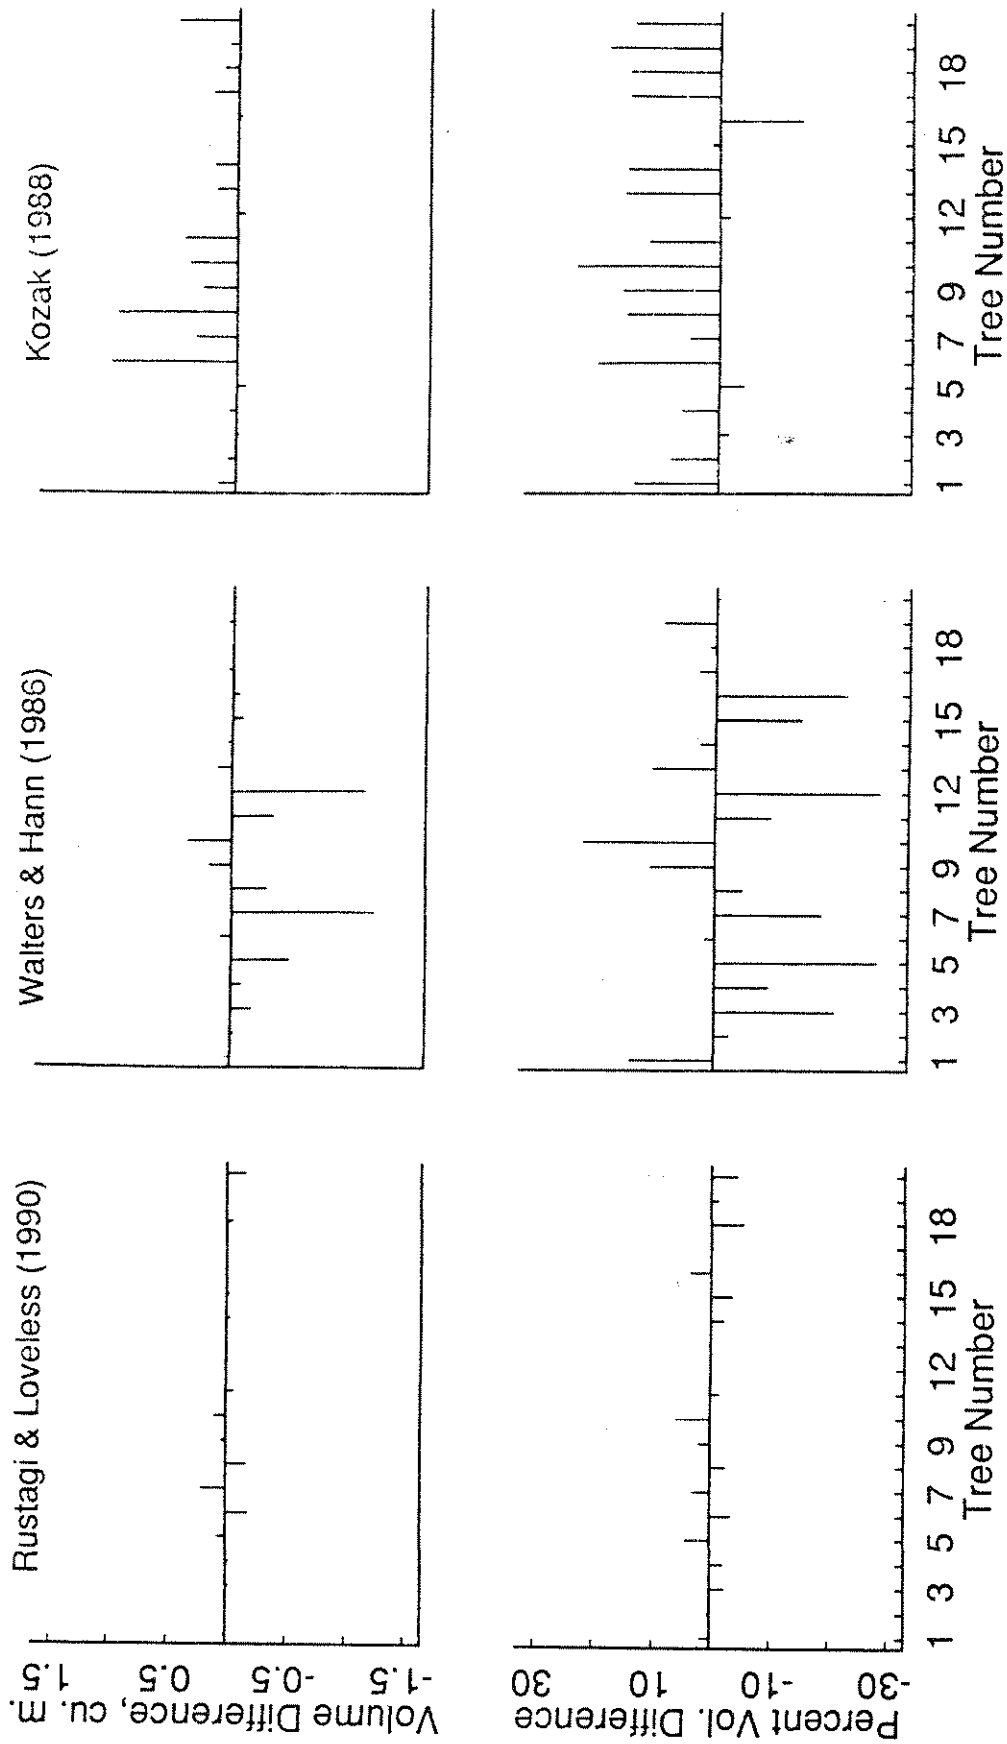 Rustagi & Loveless (1990)
Walters & Hann (1986)
Kozak (1988)
Volume Difference, cu. m.
1.5
0.5
-0.5
-1.5
Percent Vol. Difference
30
10
-10
-30
1 3 5 7 9 12 15 18
Tree Number
1 3 5 7 9 12 15 18
Tree Number
1 3 5 7 9 12 15 18
Tree Number